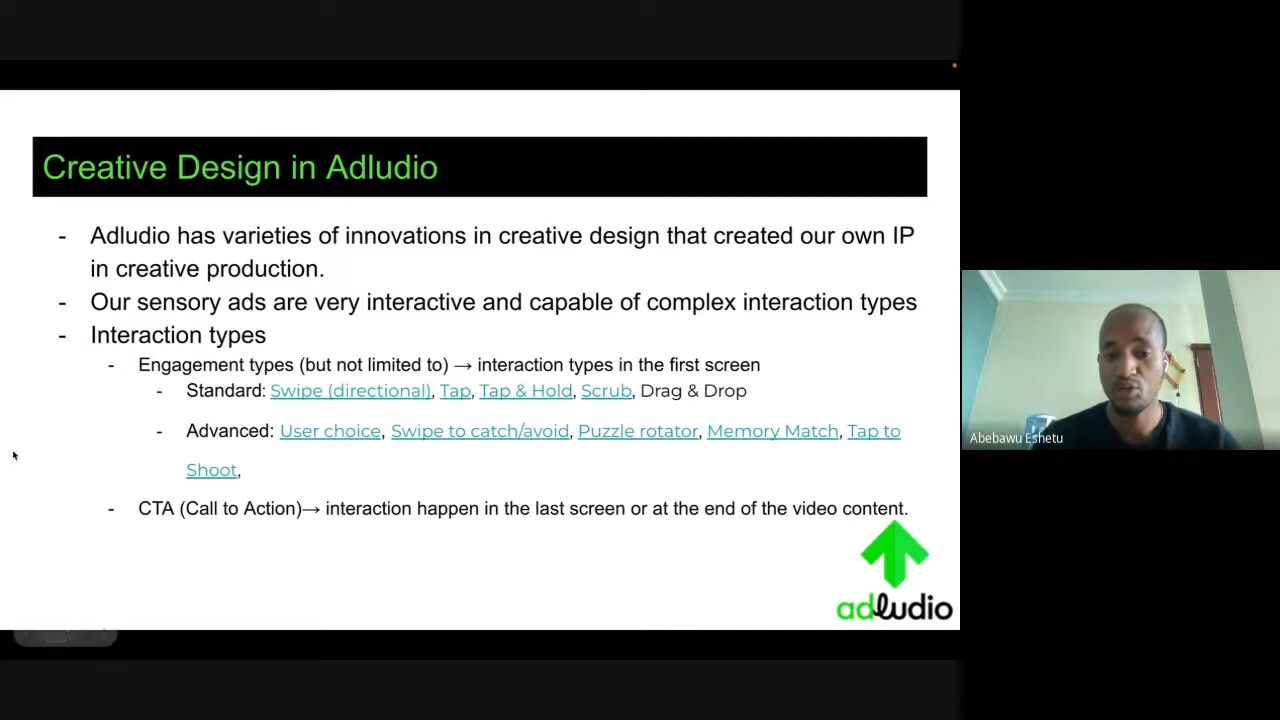 Creative Design in Adludio
- Adludio has varieties of innovations in creative design that created our own IP
in creative production.
- Our sensory ads are very interactive and capable of complex interaction types
- Interaction types
- Engagement types (but not limited to) → interaction types in the first screen
- Standard: Swipe (directional), Tap, Tap & Hold, Scrub, Drag & Drop
- Advanced: User choice, Swipe to catch/avoid, Puzzle rotator, Memory Match, Tap to
Shoot,
- CTA (Call to Action)→ interaction happen in the last screen or at the end of the video content.
adludio
Abebawu Eshetu